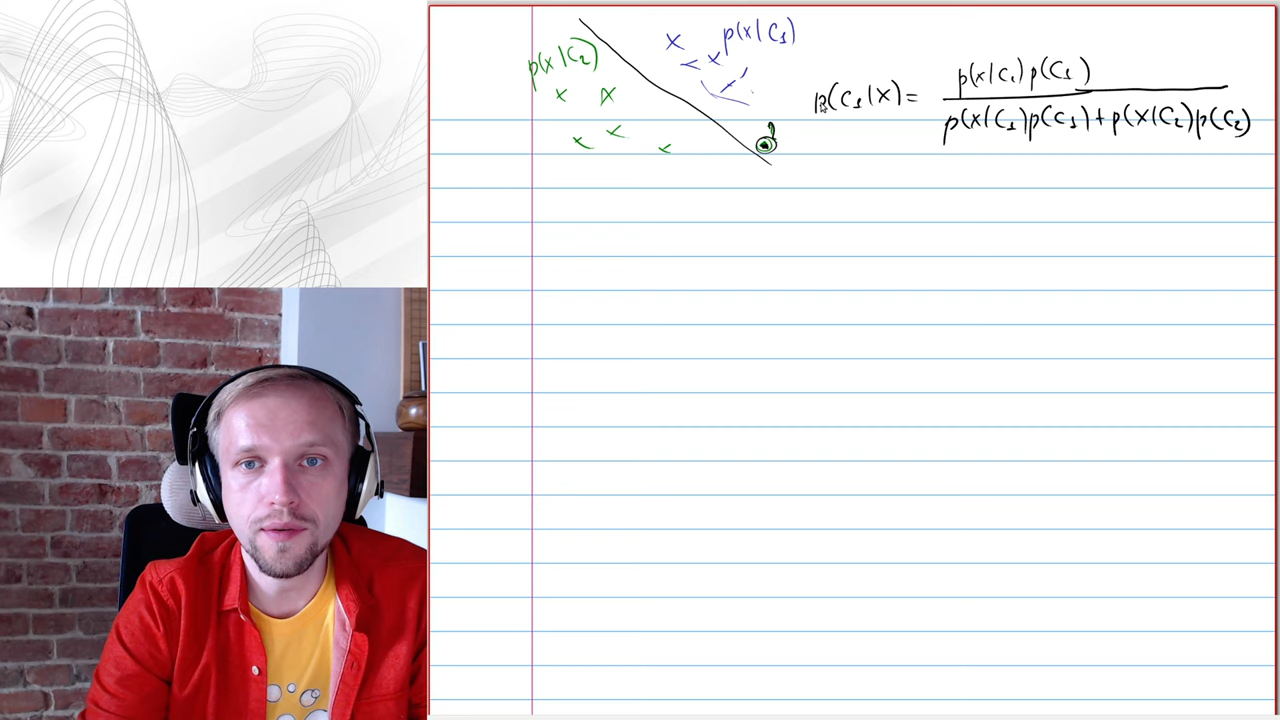 p(x|C₂)
p(x|C₁)
p(C₁|x) = p(x|C₁)p(C₁) / p(x|C₁)p(C₁)+p(x|C₂)p(C₂)